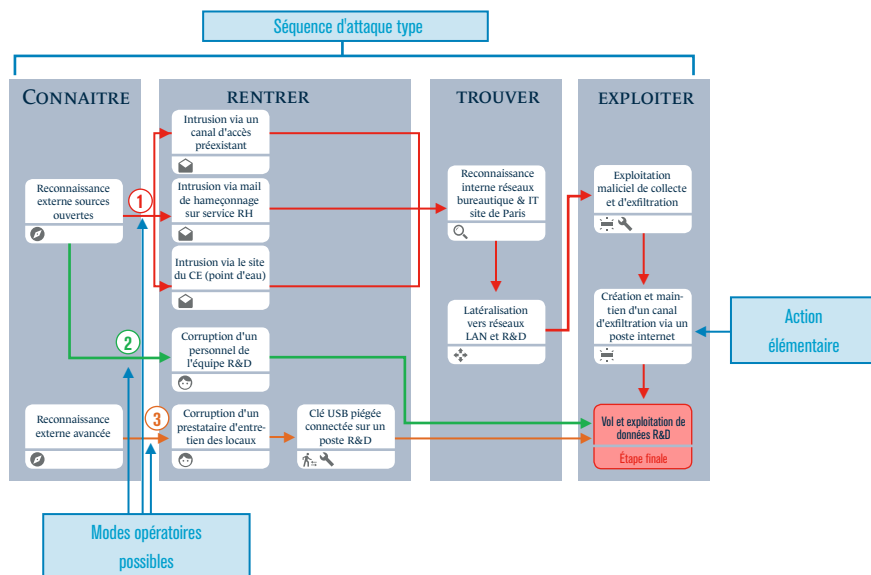 Séquence d'attaque type
CONNAITRE
RENTRER
TROUVER
EXPLOITER
Reconnaissance
externe sources
ouvertes
1
Intrusion via un
canal d'accès
préexistant
Intrusion via mail
de hameçonnage
sur service RH
Intrusion via le site
du CE (point d'eau)
Reconnaissance
interne réseaux
bureautique & IT
site de Paris
Latéralisation
vers réseaux
LAN et R&D
Exploitation
maliciel de collecte
et d'exfiltration
Création et main-
tien d'un canal
d'exfiltration via un
poste internet
Action
élémentaire
2
Corruption d'un
personnel de
l'équipe R&D
Reconnaissance
externe avancée
3
Corruption d'un
prestataire d'entre-
tien des locaux
Clé USB piégée
connectée sur un
poste R&D
Vol et exploitation de
données R&D
Étape finale
Modes opératoires
possibles